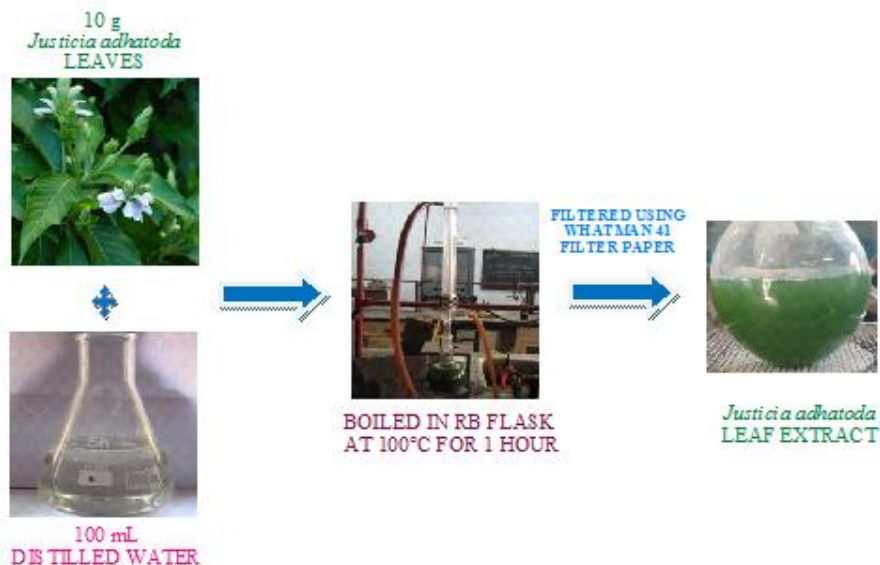 10 g
Justicia adhatoda
LEAVES
100 mL
DISTILLED WATER
BOILED IN RB FLASK
AT 100°C FOR 1 HOUR
FILTERED USING
WHATMAN 41
FILTER PAPER
Justicia adhatoda
LEAF EXTRACT